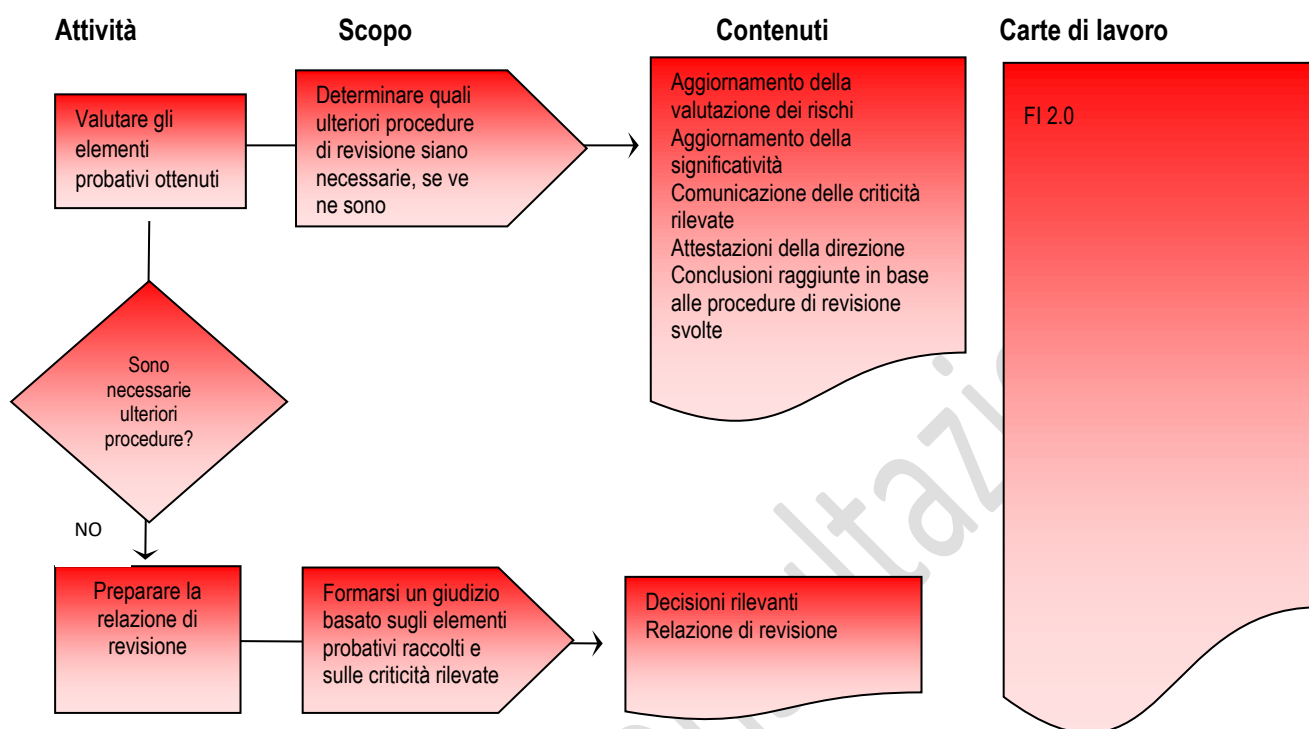 Attività
Scopo
Contenuti
Carte di lavoro
Valutare gli
elementi
probativi ottenuti
Determinare quali
ulteriori procedure
di revisione siano
necessarie, se ve
ne sono
Aggiornamento della
valutazione dei rischi
Aggiornamento della
significatività
Comunicazione delle criticità
rilevate
Attestazioni della direzione
Conclusioni raggiunte in base
alle procedure di revisione
svolte
FI 2.0
Sono
necessarie
ulteriori
procedure?
NO
Preparare la
relazione di
revisione
Formarsi un giudizio
basato sugli elementi
probativi raccolti e
sulle criticità rilevate
Decisioni rilevanti
Relazione di revisione